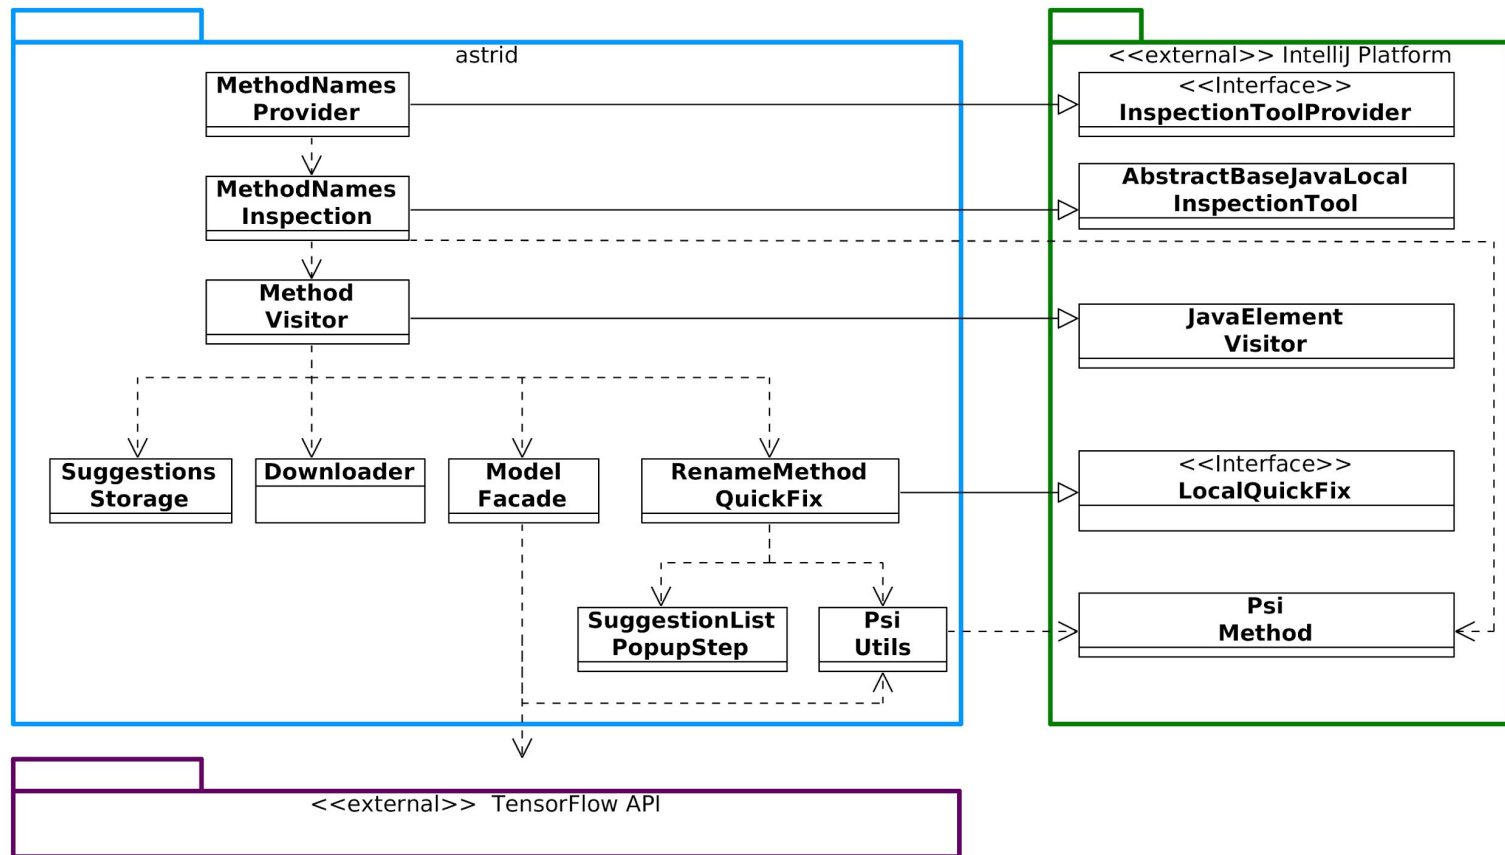 astrid
MethodNames
Provider
MethodNames
Inspection
Method
Visitor
Suggestions
Storage
Downloader
Model
Facade
RenameMethod
QuickFix
SuggestionList
PopupStep
Psi
Utils
<<external>> IntelliJ Platform
<<Interface>>
InspectionToolProvider
AbstractBaseJavaLocal
InspectionTool
JavaElement
Visitor
<<Interface>>
LocalQuickFix
Psi
Method
<<external>> TensorFlow API